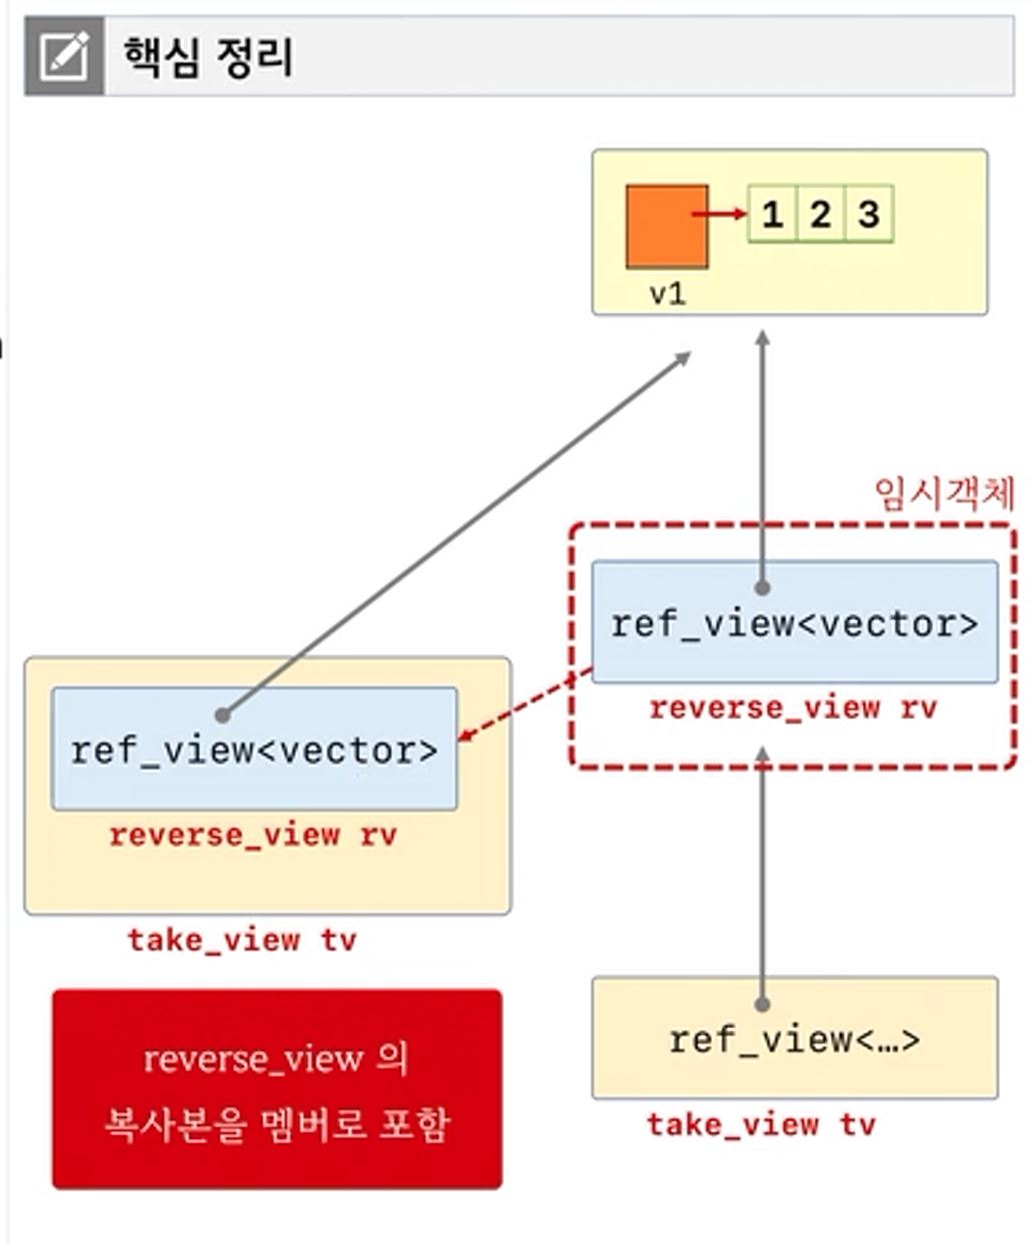 핵심 정리
1 2 3
v1
임시객체
ref_view<vector>
reverse_view rv
ref_view<vector>
reverse_view rv
take_view tv
reverse_view 의
복사본을 멤버로 포함
ref_view<…>
take_view tv